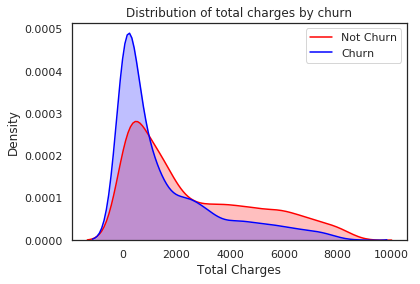 Distribution of total charges by churn
Not Churn
Churn
0.0005
0.0004
0.0003
0.0002
0.0001
0.0000
Density
0 2000 4000 6000 8000 10000
Total Charges